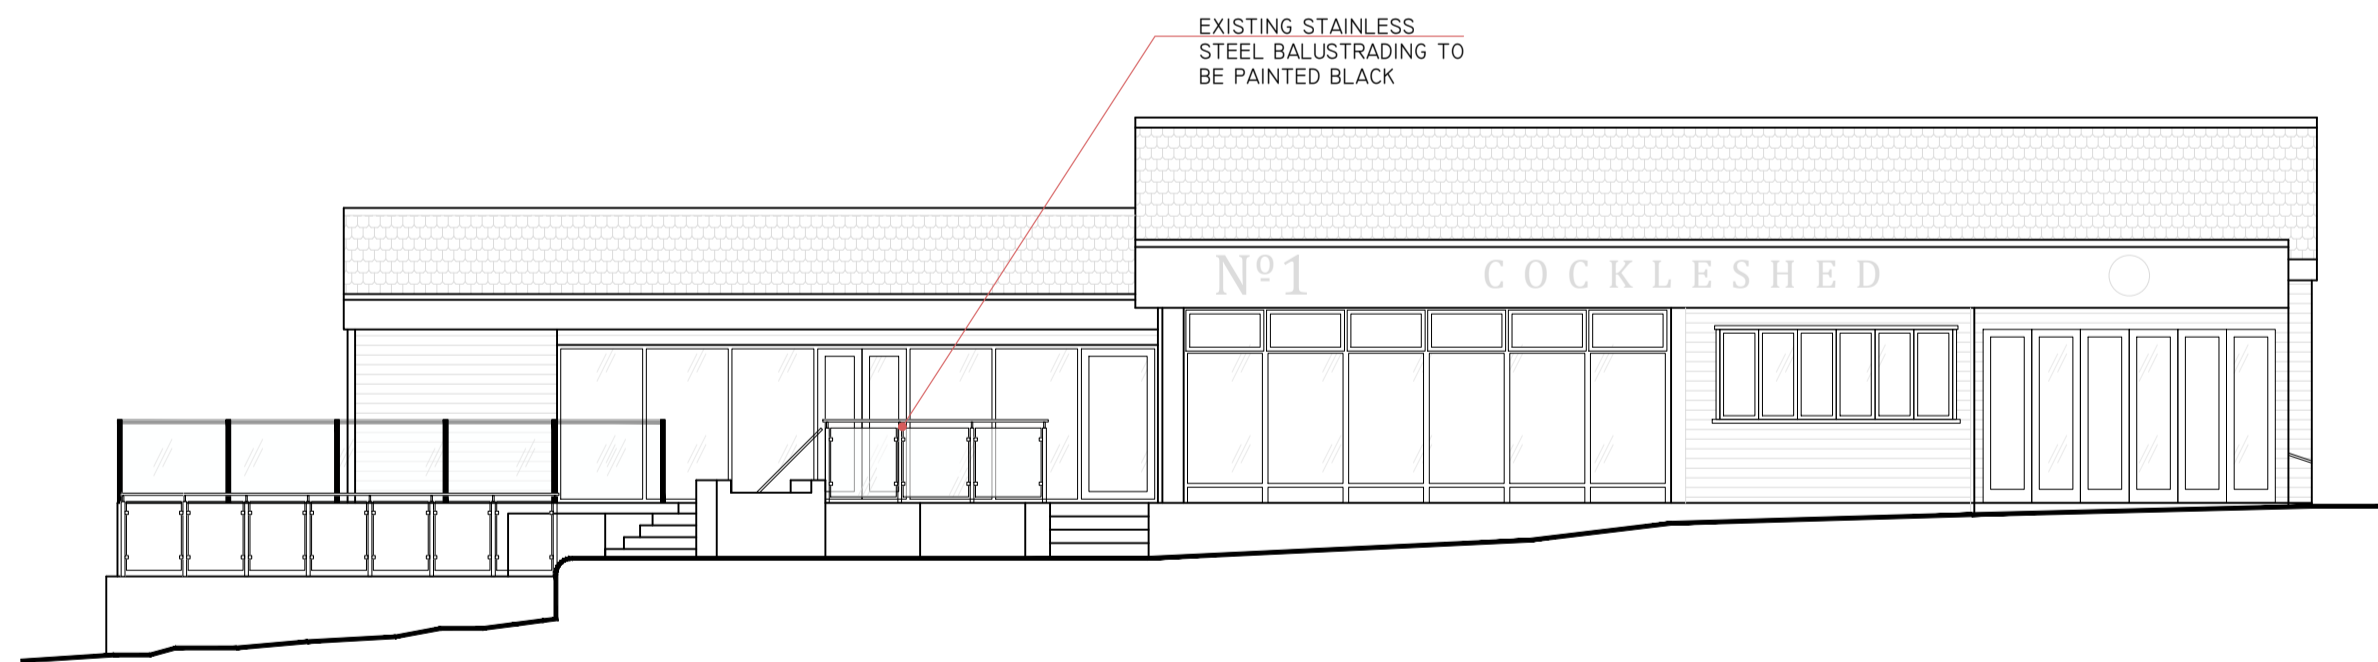 EXISTING STAINLESS
STEEL BALUSTRADING TO
BE PAINTED BLACK
Nº1 COCKLESHED